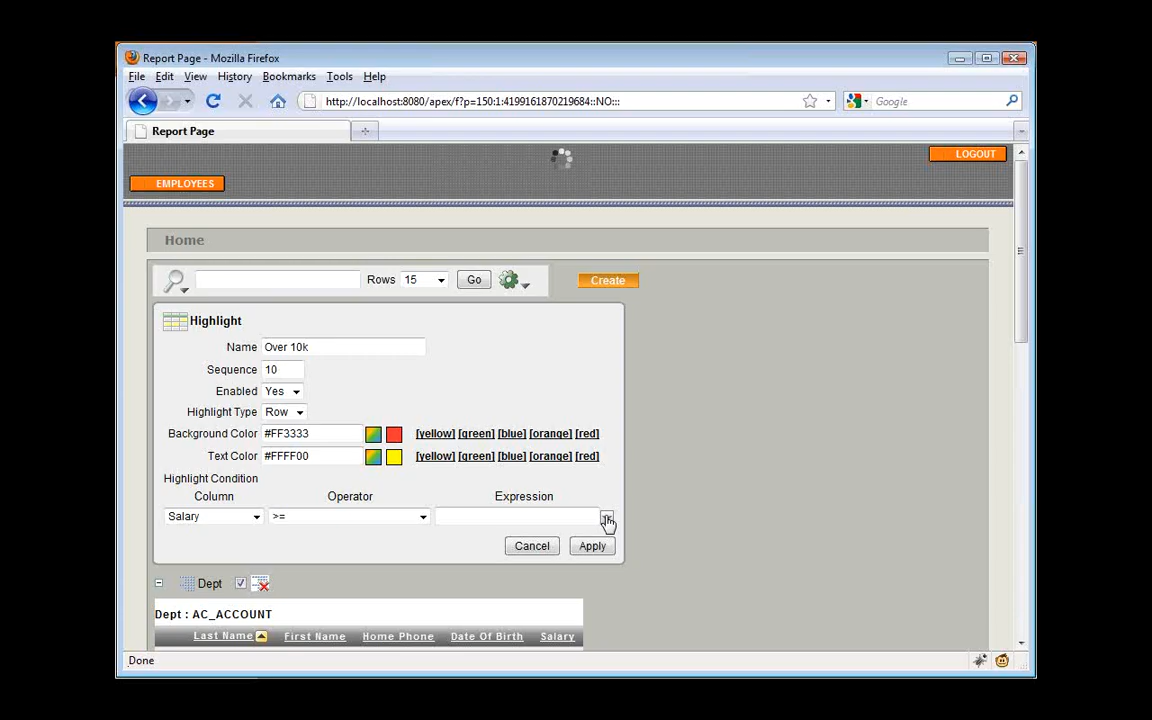 Report Page - Mozilla Firefox
File Edit View History Bookmarks Tools Help
http://localhost:8080/apex/f?p=150:1:4199161870219684::NO::: Google
Report Page
LOGOUT
EMPLOYEES
Home
Rows 15 Go Create
Highlight
Name Over 10k
Sequence 10
Enabled Yes
Highlight Type Row
Background Color #FF3333 [yellow] [green] [blue] [orange] [red]
Text Color #FFFF00 [yellow] [green] [blue] [orange] [red]
Highlight Condition
Column Operator Expression
Salary >=
Cancel Apply
Dept
Dept : AC_ACCOUNT
Last Name First Name Home Phone Date Of Birth Salary
Done